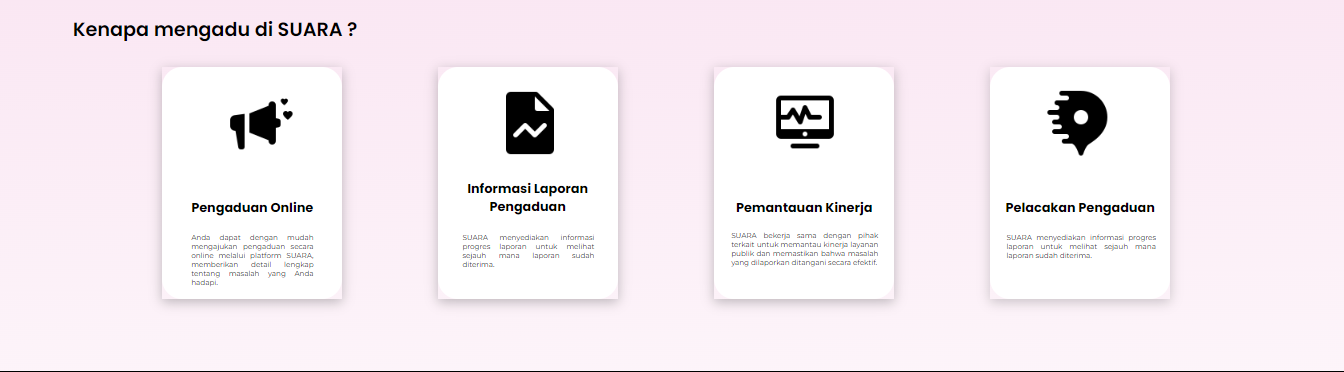 Kenapa mengadu di SUARA ?
Pengaduan Online
Anda dapat dengan mudah
mengajukan pengaduan secara
online melalui platform SUARA,
memberikan detail lengkap
tentang masalah yang Anda
hadapi.
Informasi Laporan
Pengaduan
SUARA menyediakan informasi
progres laporan untuk melihat
sejauh mana laporan sudah
diterima.
Pemantauan Kinerja
SUARA bekerja sama dengan pihak
terkait untuk memantau kinerja layanan
publik dan memastikan bahwa masalah
yang dilaporkan ditangani secara efektif.
Pelacakan Pengaduan
SUARA menyediakan informasi progres
laporan untuk melihat sejauh mana
laporan sudah diterima.